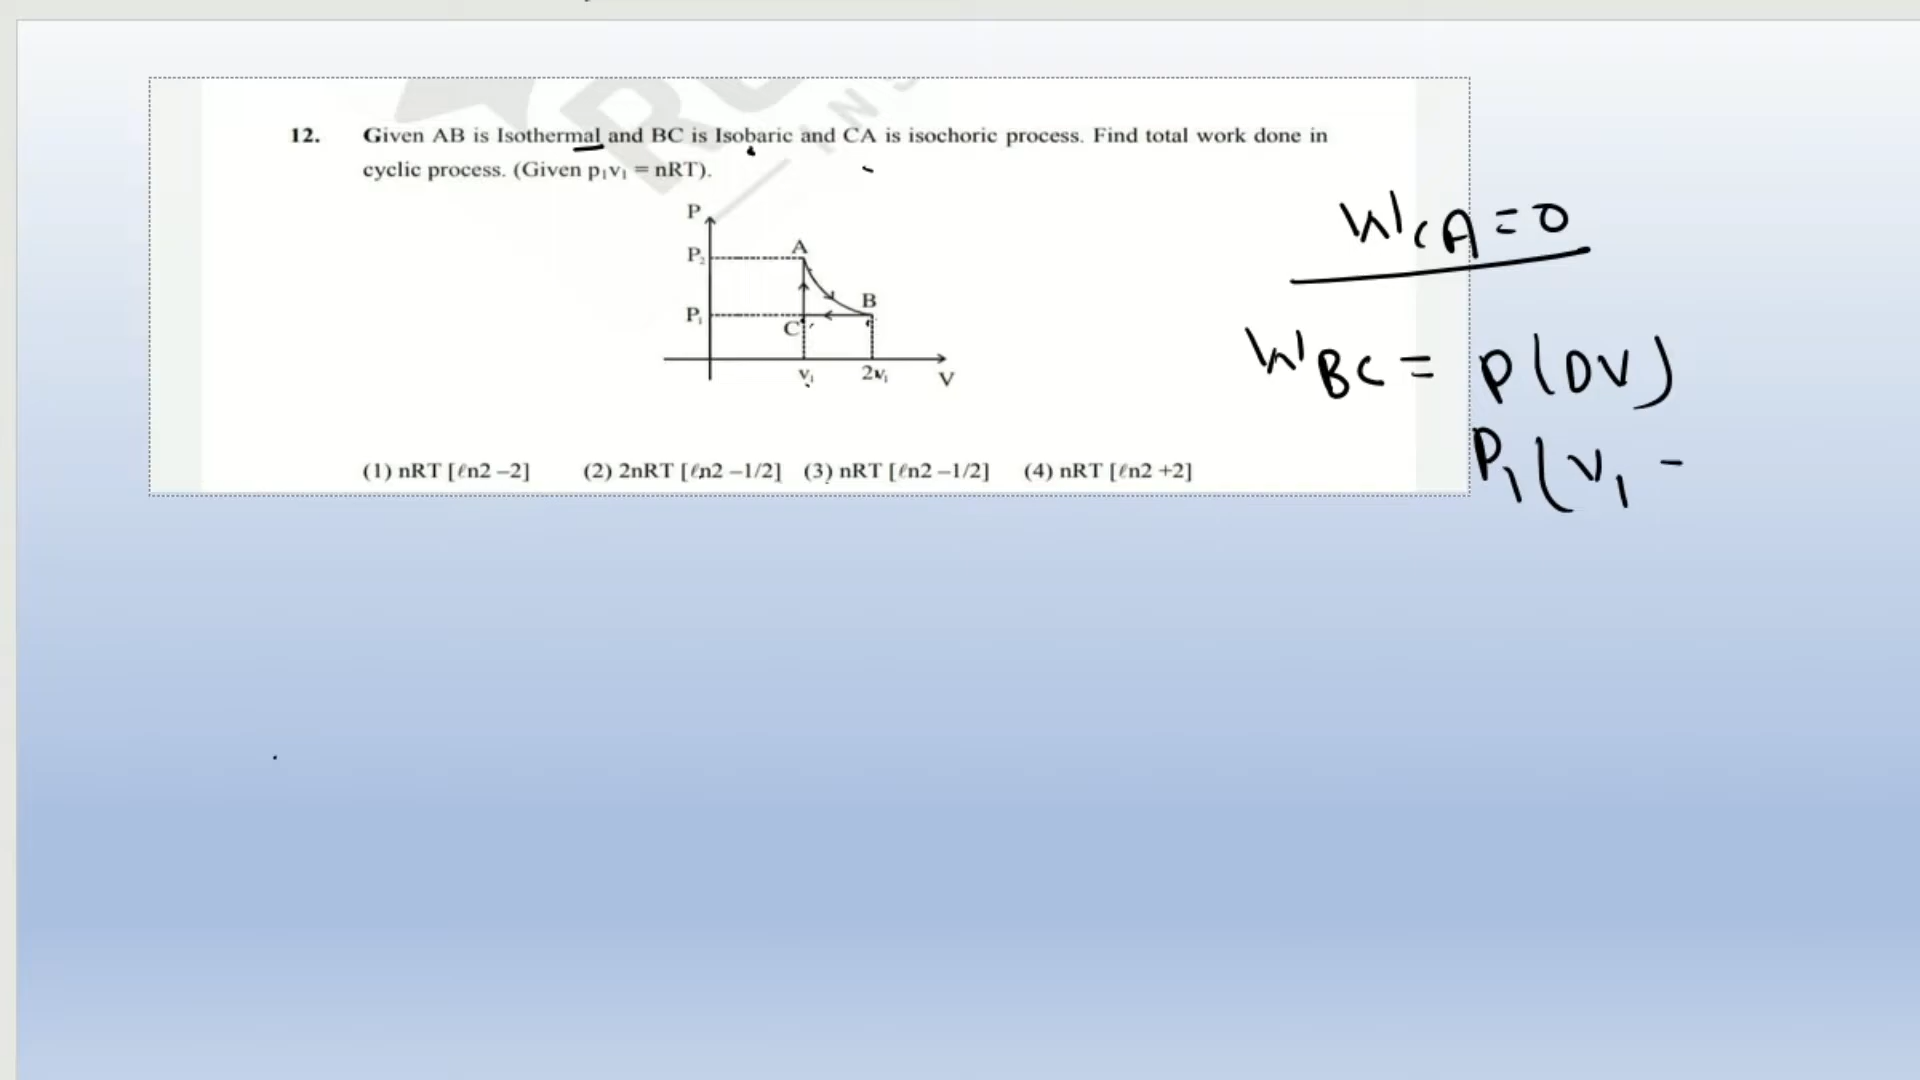 12. Given AB is Isothermal and BC is Isobaric and CA is isochoric process. Find total work done in
cyclic process. (Given p₁v₁ = nRT).
P
P₂
A
P₁
B
C
v₁
2v₁
V
(1) nRT [ℓn2 –2] (2) 2nRT [ℓn2 –1/2] (3) nRT [ℓn2 –1/2] (4) nRT [ℓn2 +2]
W_CA = 0
W_BC = P(DV)
P₁(V₁ –